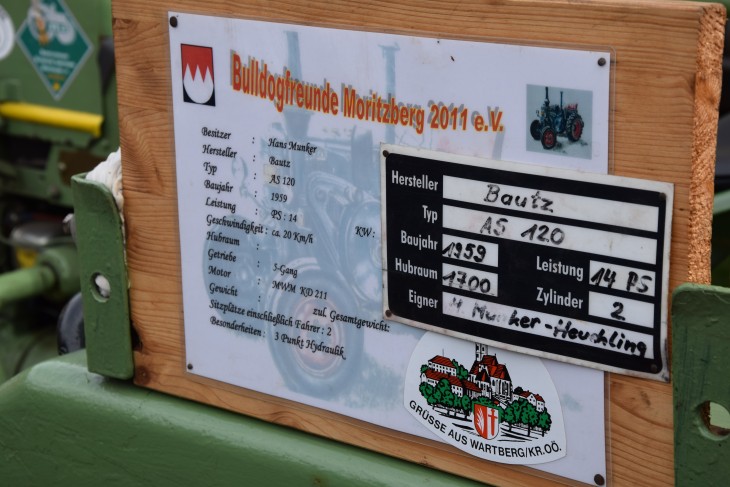 Bulldogfreunde Moritzberg 2011 e.V.
Besitzer : Hans Munker
Hersteller : Bautz
Typ : AS 120
Baujahr : 1959
Leistung : PS : 14 KW :
Geschwindigkeit : ca. 20 Km/h
Hubraum :
Getriebe : 5-Gang
Motor : MWM KD 211
Gewicht : zul. Gesamtgewicht:
Sitzplätze einschließlich Fahrer : 2
Besonderheiten : 3 Punkt Hydraulik
Hersteller Bautz
Typ AS 120
Baujahr 1959 Leistung 14 PS
Hubraum 1700 Zylinder 2
Eigner H. Munker - Heuchling
GRÜSSE AUS WARTBERG/KR.OÖ.